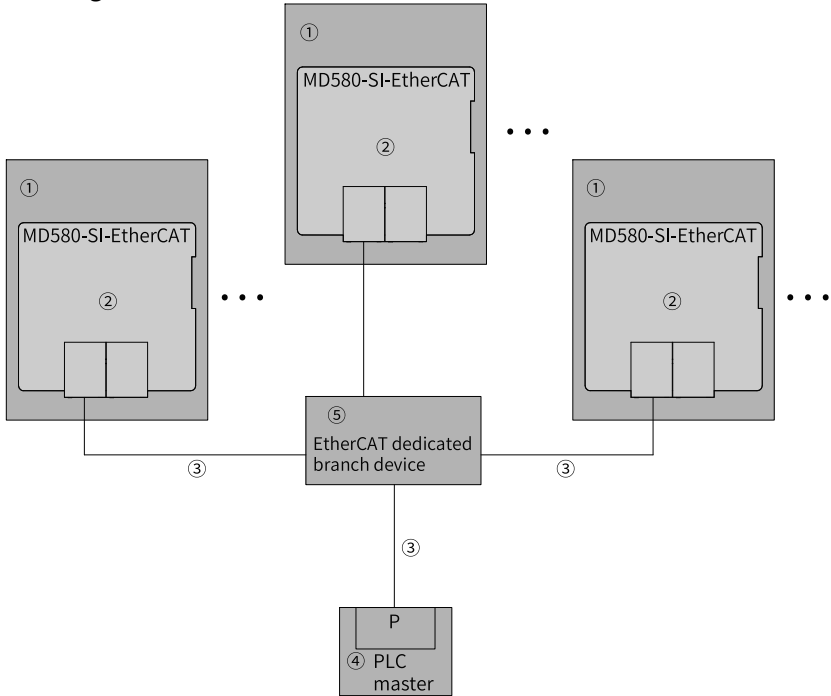 ①
MD580-SI-EtherCAT
②
• • •
①
MD580-SI-EtherCAT
②
• • •
①
MD580-SI-EtherCAT
②
• • •
⑤
EtherCAT dedicated
branch device
③
③
③
P
④ PLC
master